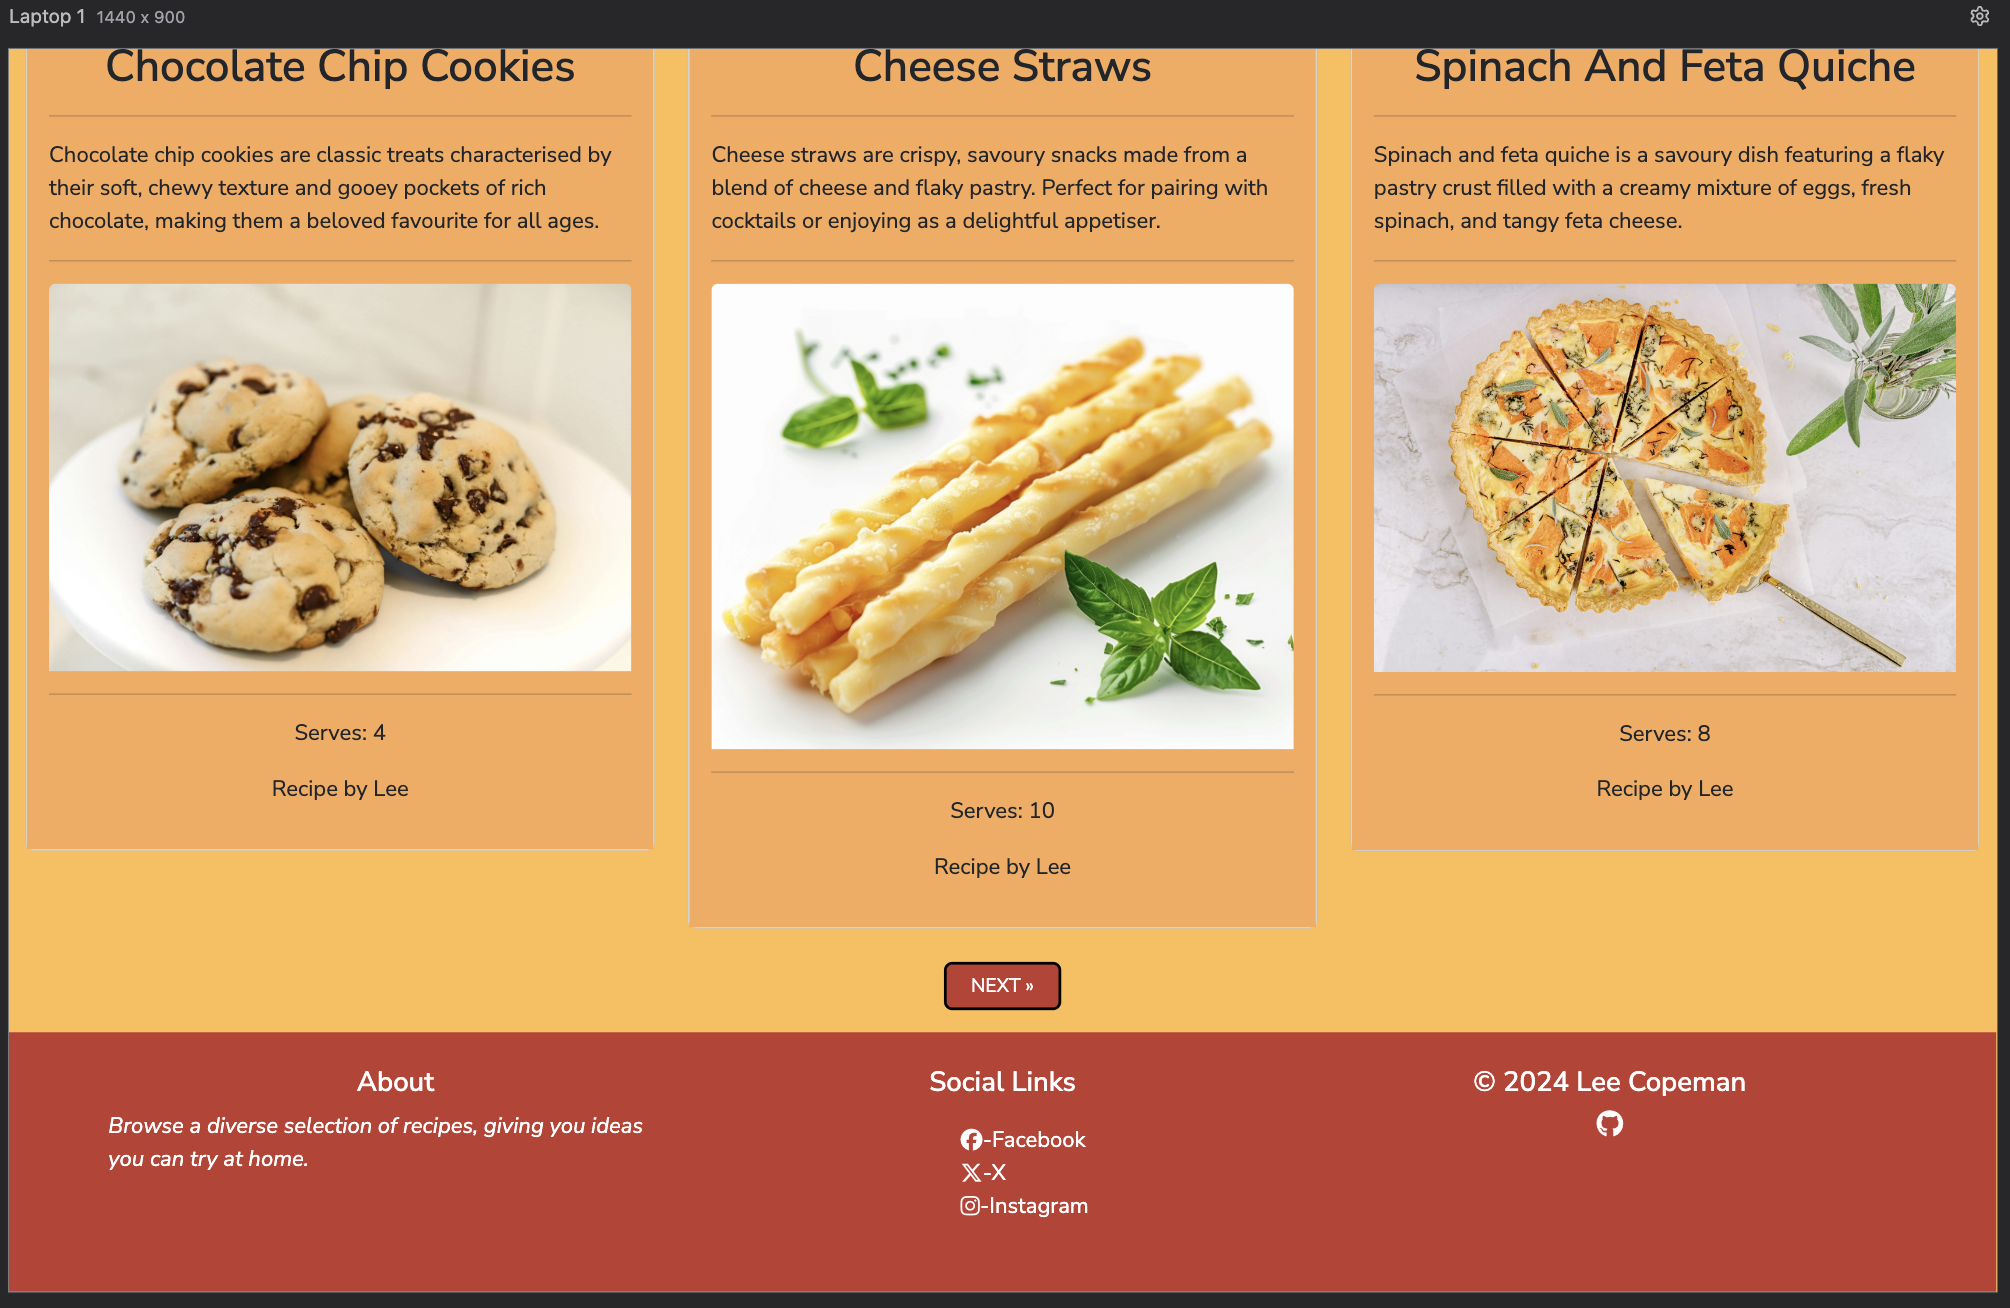 Laptop 1 1440 x 900
Chocolate Chip Cookies
Chocolate chip cookies are classic treats characterised by
their soft, chewy texture and gooey pockets of rich
chocolate, making them a beloved favourite for all ages.
Serves: 4
Recipe by Lee
Cheese Straws
Cheese straws are crispy, savoury snacks made from a
blend of cheese and flaky pastry. Perfect for pairing with
cocktails or enjoying as a delightful appetiser.
Serves: 10
Recipe by Lee
Spinach And Feta Quiche
Spinach and feta quiche is a savoury dish featuring a flaky
pastry crust filled with a creamy mixture of eggs, fresh
spinach, and tangy feta cheese.
Serves: 8
Recipe by Lee
NEXT »
About
Browse a diverse selection of recipes, giving you ideas
you can try at home.
Social Links
-Facebook
-X
-Instagram
© 2024 Lee Copeman